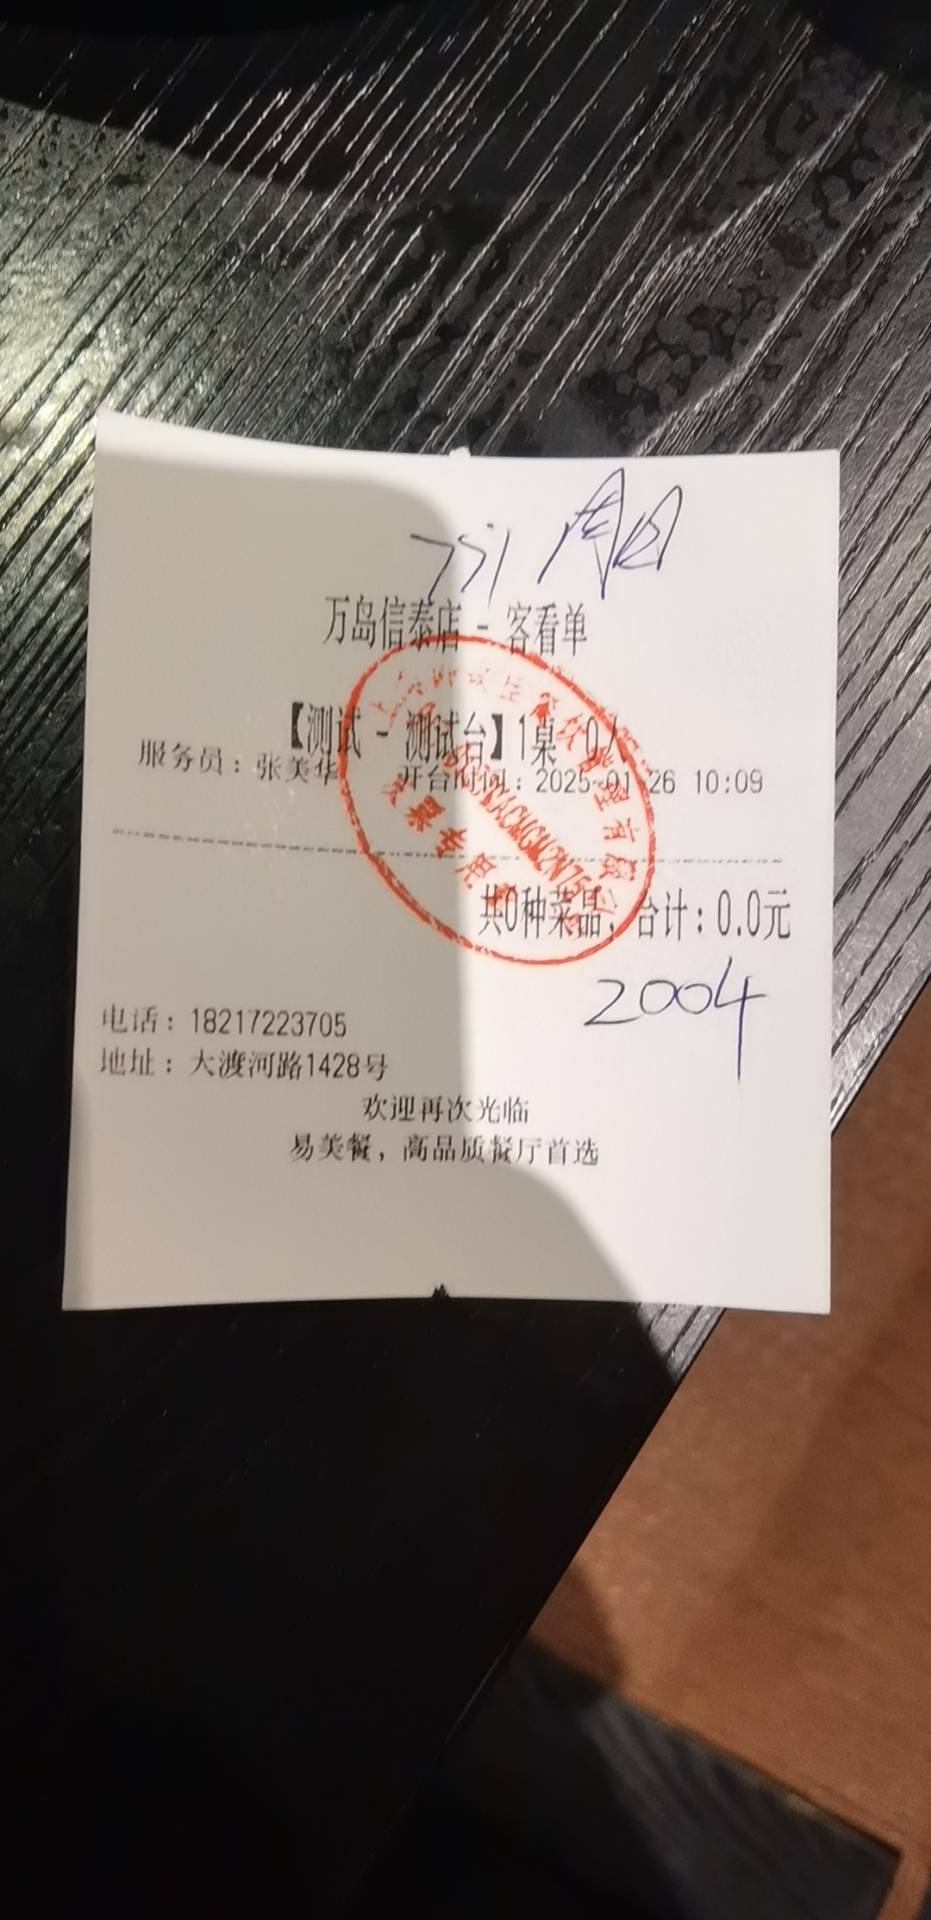 万岛信泰店 - 客看单
【测试 - 测试台】1桌 0人
服务员：张美华 开台时间：2025-01-26 10:09
共0种菜品，合计：0.0元
2004
电话：18217223705
地址：大渡河路1428号
欢迎再次光临
易美餐，高品质餐厅首选